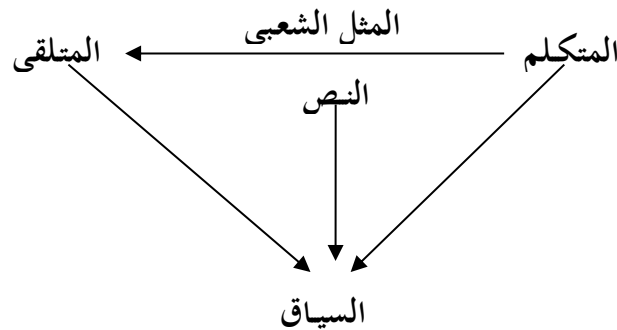 المثل الشعبى
المتكلم
المتلقى
النص
السياق